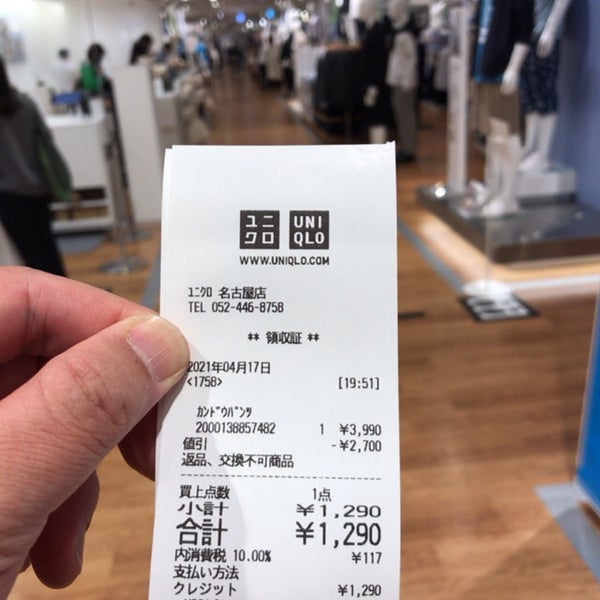 ユニ
クロ
UNI
QLO
WWW.UNIQLO.COM
ﾕﾆｸﾛ 名古屋店
TEL 052-446-8758
** 領収証 **
2021年04月17日
<1758> [19:51]
ｶﾝﾄﾞｳﾊﾟﾝﾂ
2000138857482 1 ¥3,990
値引 -¥2,700
返品、交換不可商品
買上点数 1点
小計 ¥1,290
合計 ¥1,290
内消費税 10.00% ¥117
支払い方法
クレジット ¥1,290